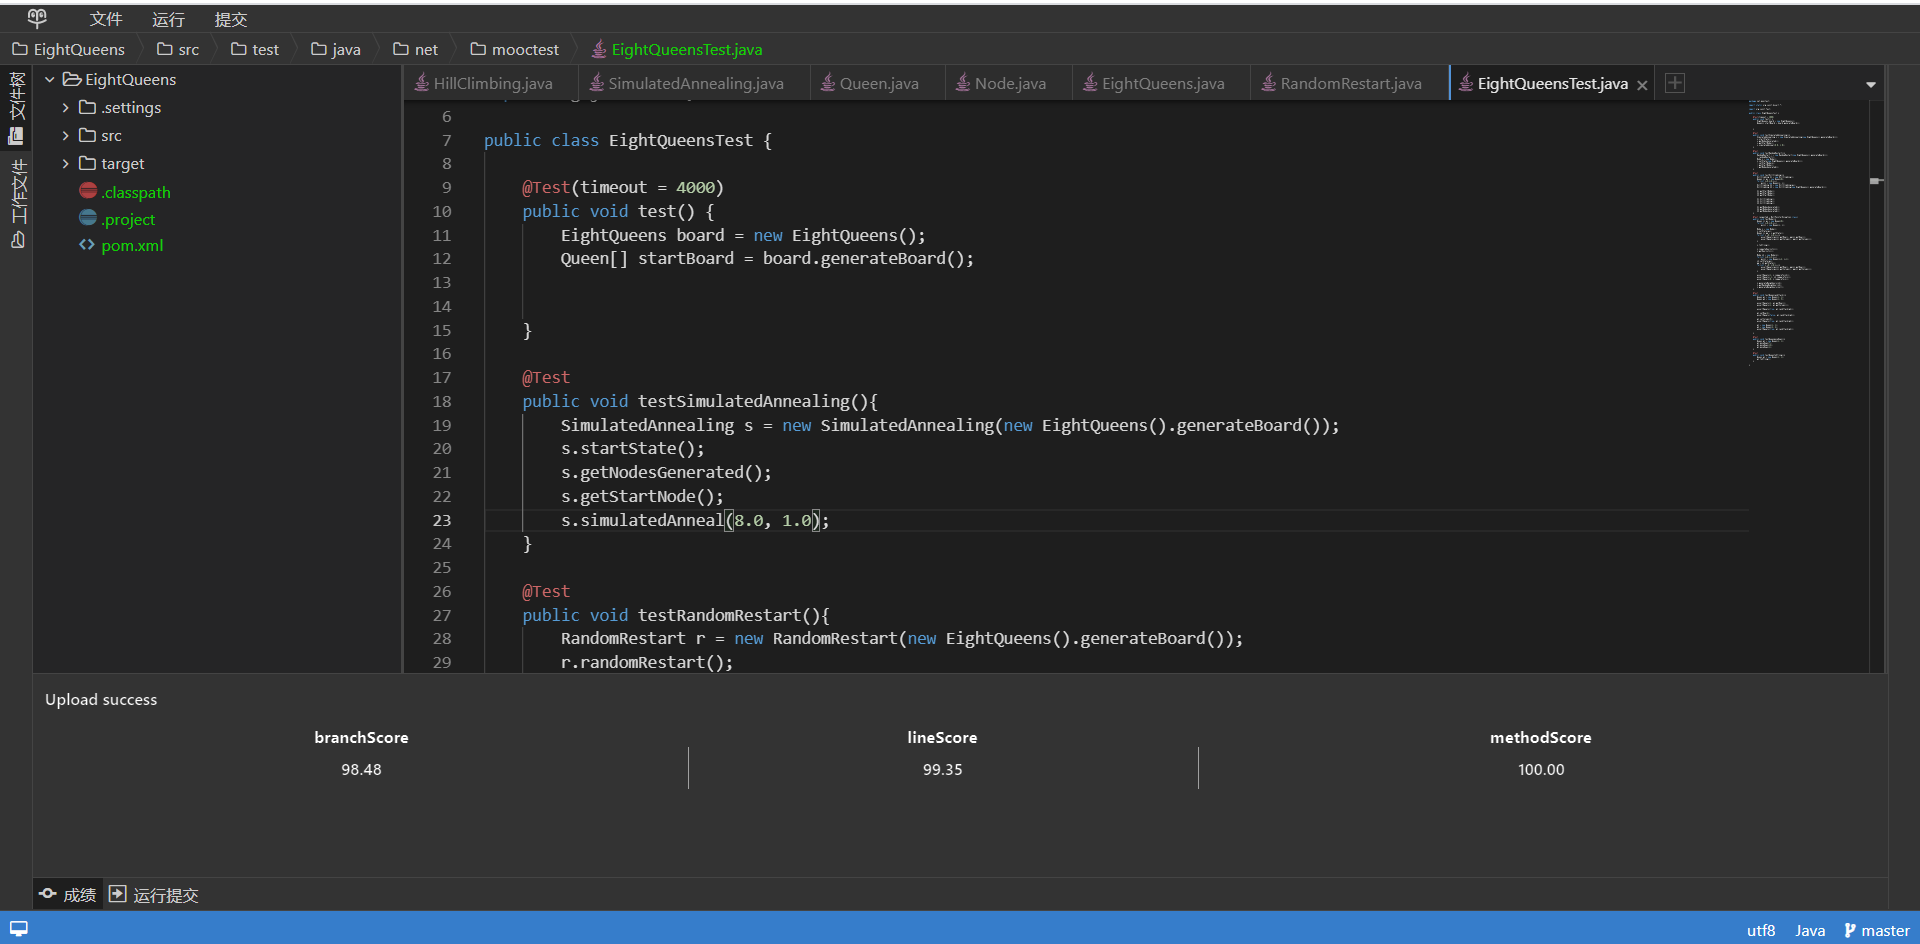 文件 运行 提交
EightQueens src test java net mooctest EightQueensTest.java
文件树
工作文件
EightQueens
.settings
src
target
.classpath
.project
pom.xml
HillClimbing.java SimulatedAnnealing.java Queen.java Node.java EightQueens.java RandomRestart.java EightQueensTest.java
6
7 public class EightQueensTest {
8
9 @Test(timeout = 4000)
10 public void test() {
11 EightQueens board = new EightQueens();
12 Queen[] startBoard = board.generateBoard();
13
14
15 }
16
17 @Test
18 public void testSimulatedAnnealing(){
19 SimulatedAnnealing s = new SimulatedAnnealing(new EightQueens().generateBoard());
20 s.startState();
21 s.getNodesGenerated();
22 s.getStartNode();
23 s.simulatedAnneal(8.0, 1.0);
24 }
25
26 @Test
27 public void testRandomRestart(){
28 RandomRestart r = new RandomRestart(new EightQueens().generateBoard());
29 r.randomRestart();
Upload success
branchScore lineScore methodScore
98.48 99.35 100.00
成绩 运行提交
utf8 Java master